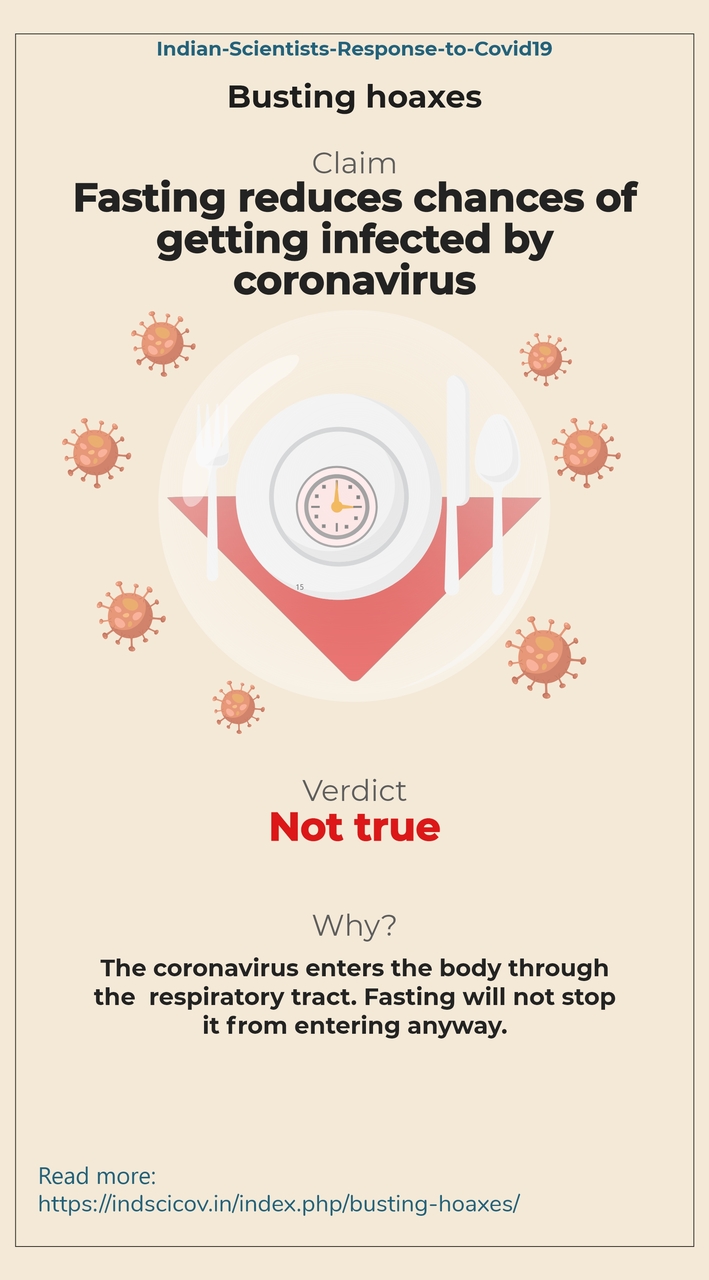 Indian-Scientists-Response-to-Covid19
Busting hoaxes
Claim
Fasting reduces chances of
getting infected by
coronavirus
15
Verdict
Not true
Why?
The coronavirus enters the body through
the  respiratory tract. Fasting will not stop
it from entering anyway.
Read more:
https://indscicov.in/index.php/busting-hoaxes/